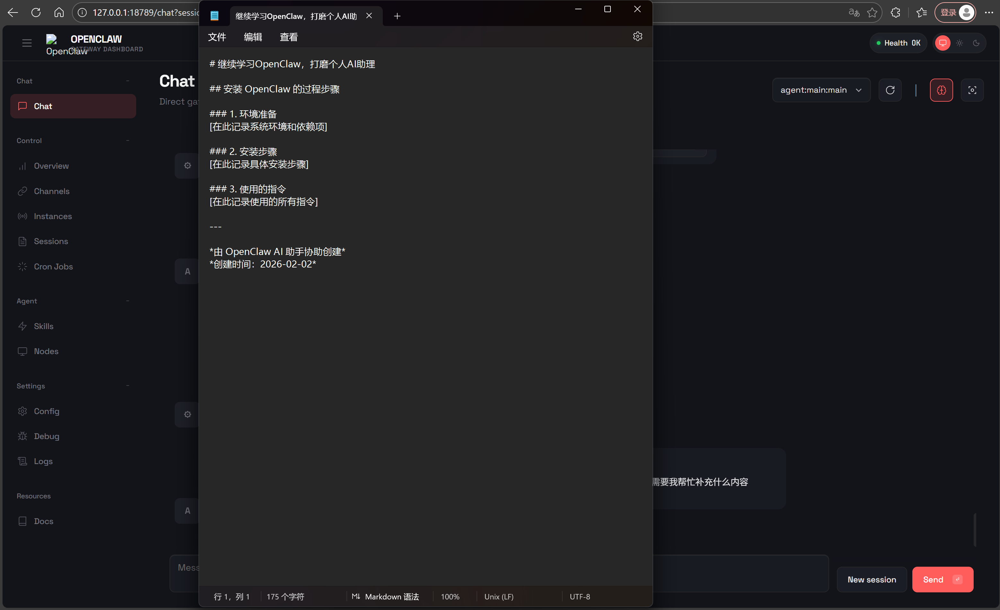 127.0.0.1:18789/chat?sessic
继续学习OpenClaw，打磨个人AI助
登录
文件 编辑 查看
OpenClaw
OPENCLAW
GATEWAY DASHBOARD
Health OK
Chat
Chat
Control
Overview
Channels
Instances
Sessions
Cron Jobs
Agent
Skills
Nodes
Settings
Config
Debug
Logs
Resources
Docs
Chat
Direct gat
agent:main:main
A
A
# 继续学习OpenClaw，打磨个人AI助理
## 安装 OpenClaw 的过程步骤
### 1. 环境准备
[在此记录系统环境和依赖项]
### 2. 安装步骤
[在此记录具体安装步骤]
### 3. 使用的指令
[在此记录使用的所有指令]
---
*由 OpenClaw AI 助手协助创建*
*创建时间：2026-02-02*
需要我帮忙补充什么内容
Mess
New session
Send
行 1，列 1
175 个字符
Markdown 语法
100%
Unix (LF)
UTF-8